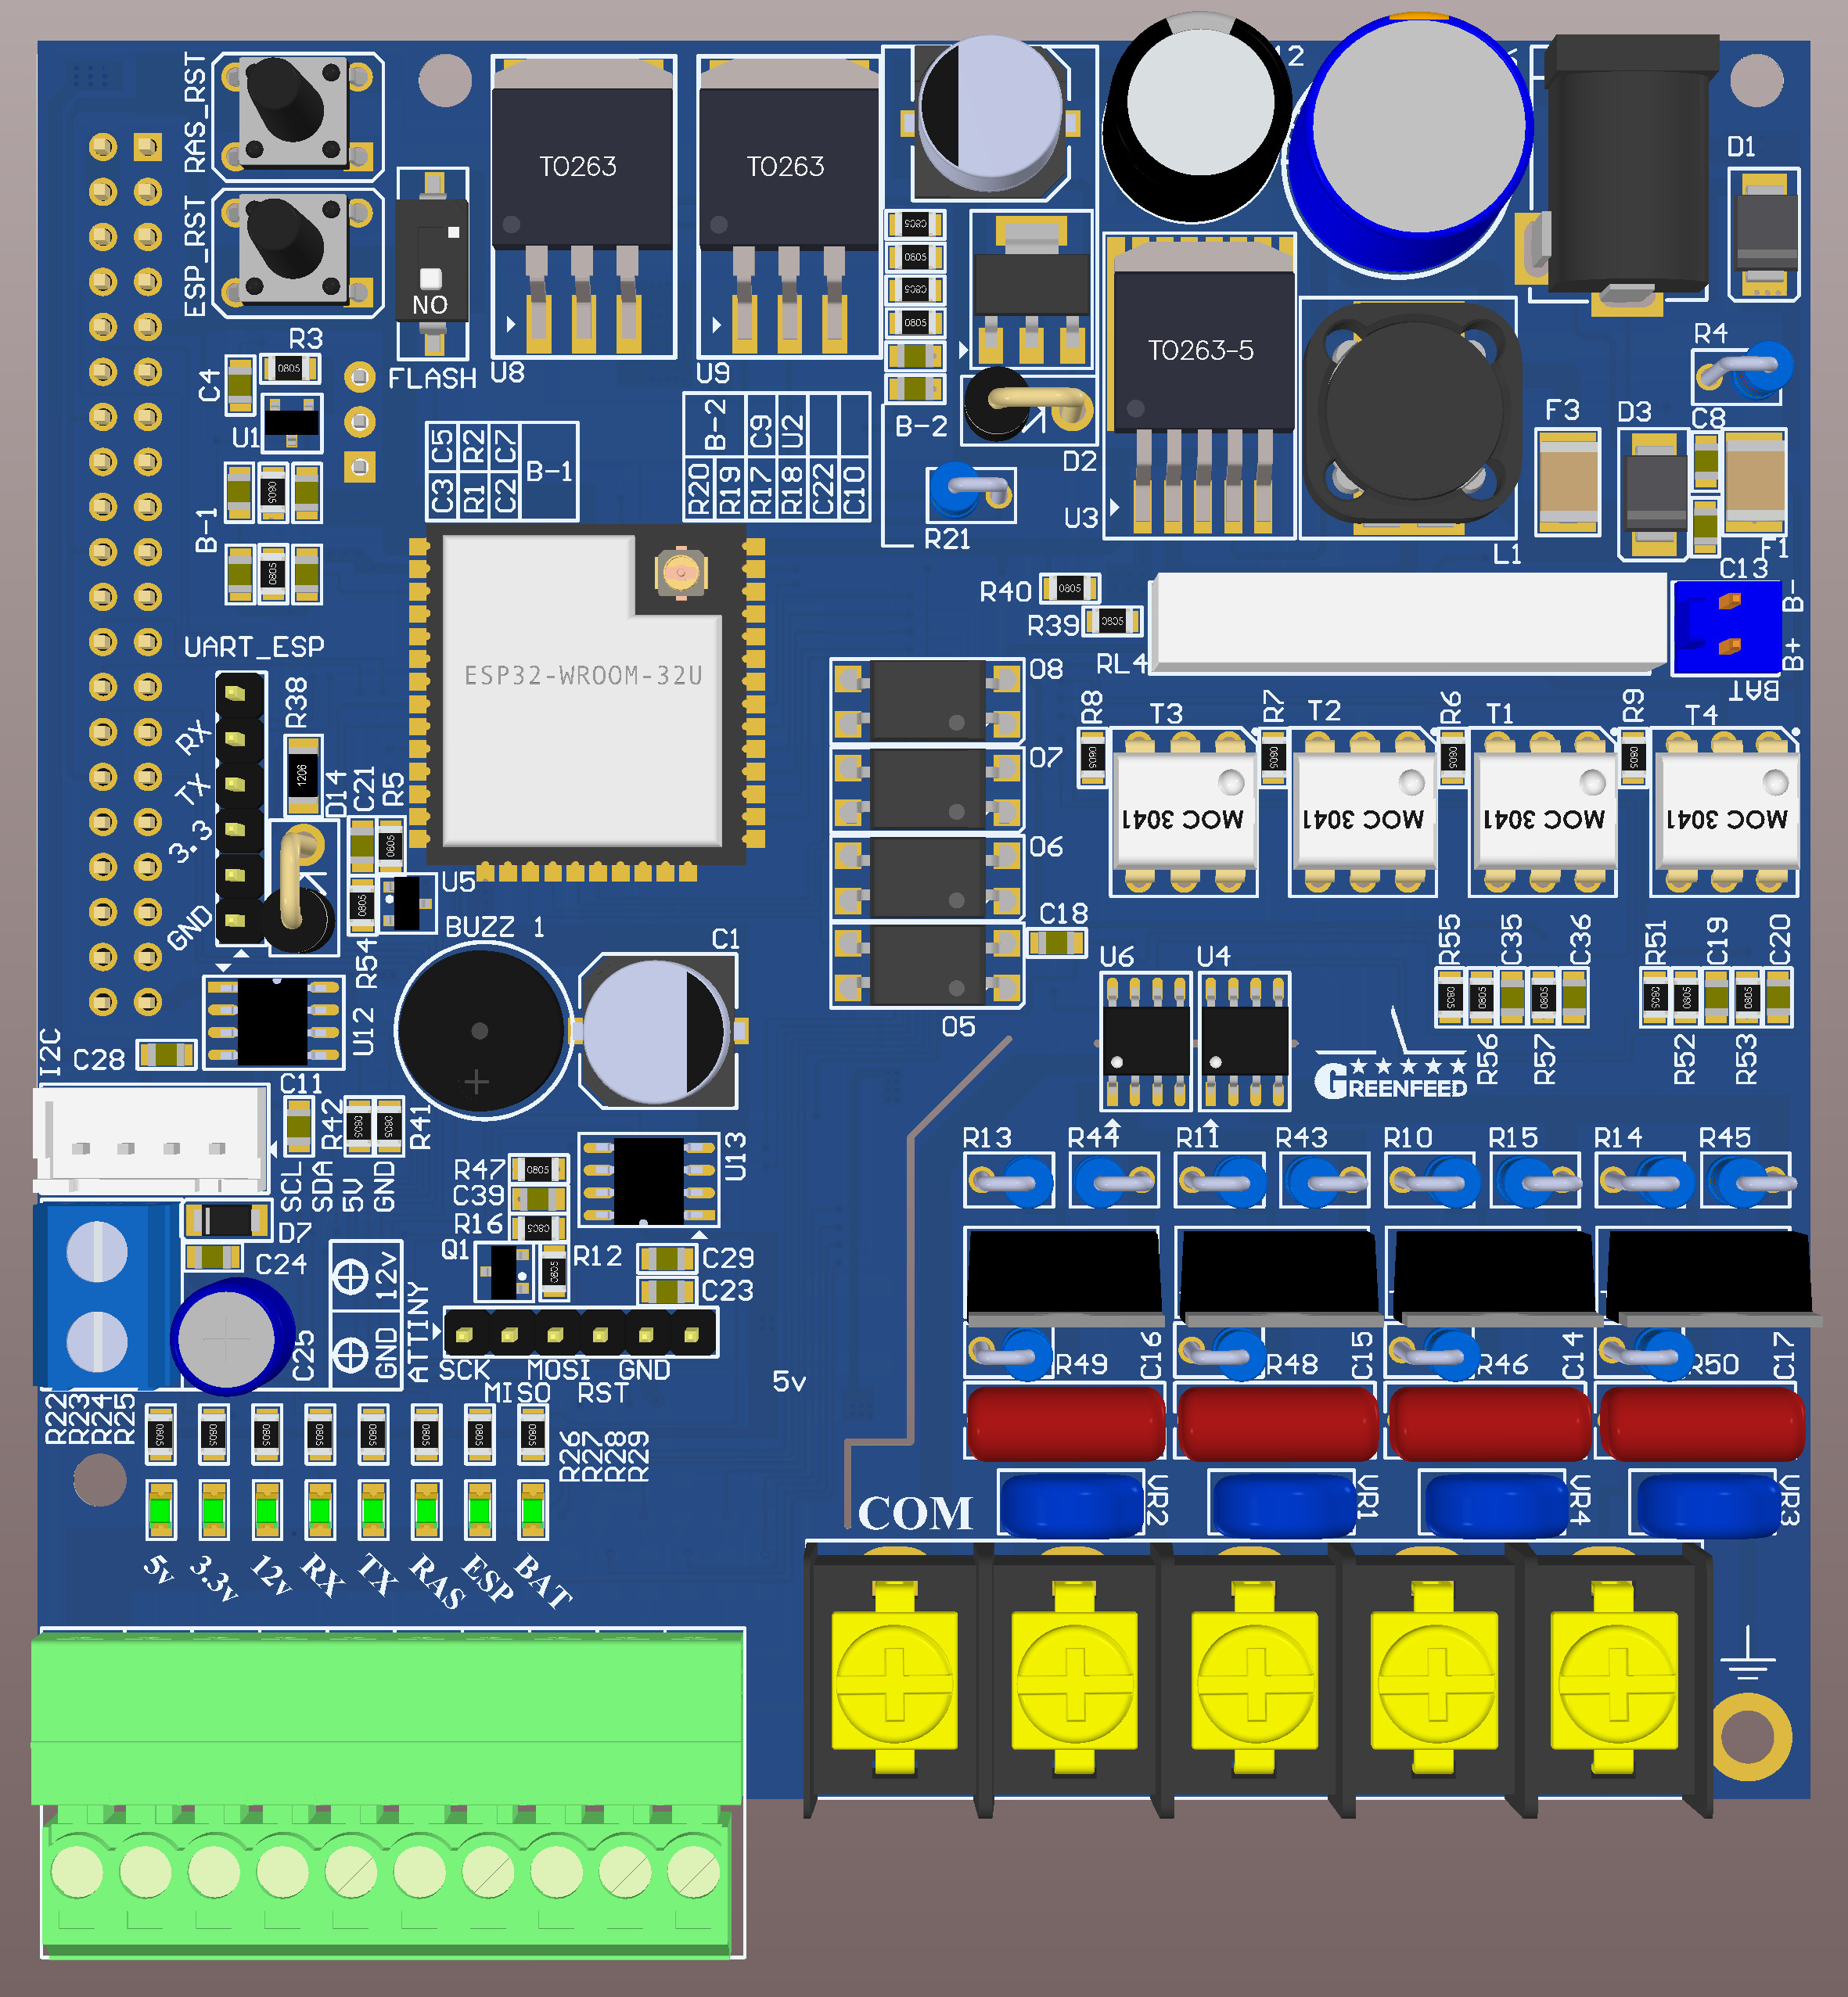 RAS_RST
ESP_RST
NO
FLASH
TO263
U8
TO263
U9
12
D1
R4
C4
R3
U1
B-1
C3 C5
R1 R2
C2 C7
B-1
B-2
C9
U2
R20
R19
R17
R18
C22
C10
B-2
D2
R21
TO263-5
U3
L1
F3
D3
C8
F1
C13
B-
B+
BAT
R40
R39
RL4
UART_ESP
RX
TX
3.3
GND
R38
1206
D14
C21
R5
R54
U5
ESP32-WROOM-32U
O8
O7
O6
O5
C18
R8
T3
R7
T2
R6
T1
R9
T4
MOC 3041
MOC 3041
MOC 3041
MOC 3041
BUZZ 1
C1
U12
C28
U6
U4
R55
R56
C35
R57
C36
R51
R52
C19
R53
C20
GREENFEED
I2C
C11
R42
R41
SCL
SDA
5V
GND
D7
C24
C25
12v
GND
R47
C39
R16
Q1
R12
U13
C29
C23
ATTINY
SCK
MISO
MOSI
RST
GND
5v
R13
R44
R11
R43
R10
R15
R14
R45
R49
C16
R48
C15
R46
C14
R50
C17
VR2
VR1
VR4
VR3
R22
R23
R24
R25
R26
R27
R28
R29
5v
3.3v
12v
RX
TX
RAS
ESP
BAT
COM